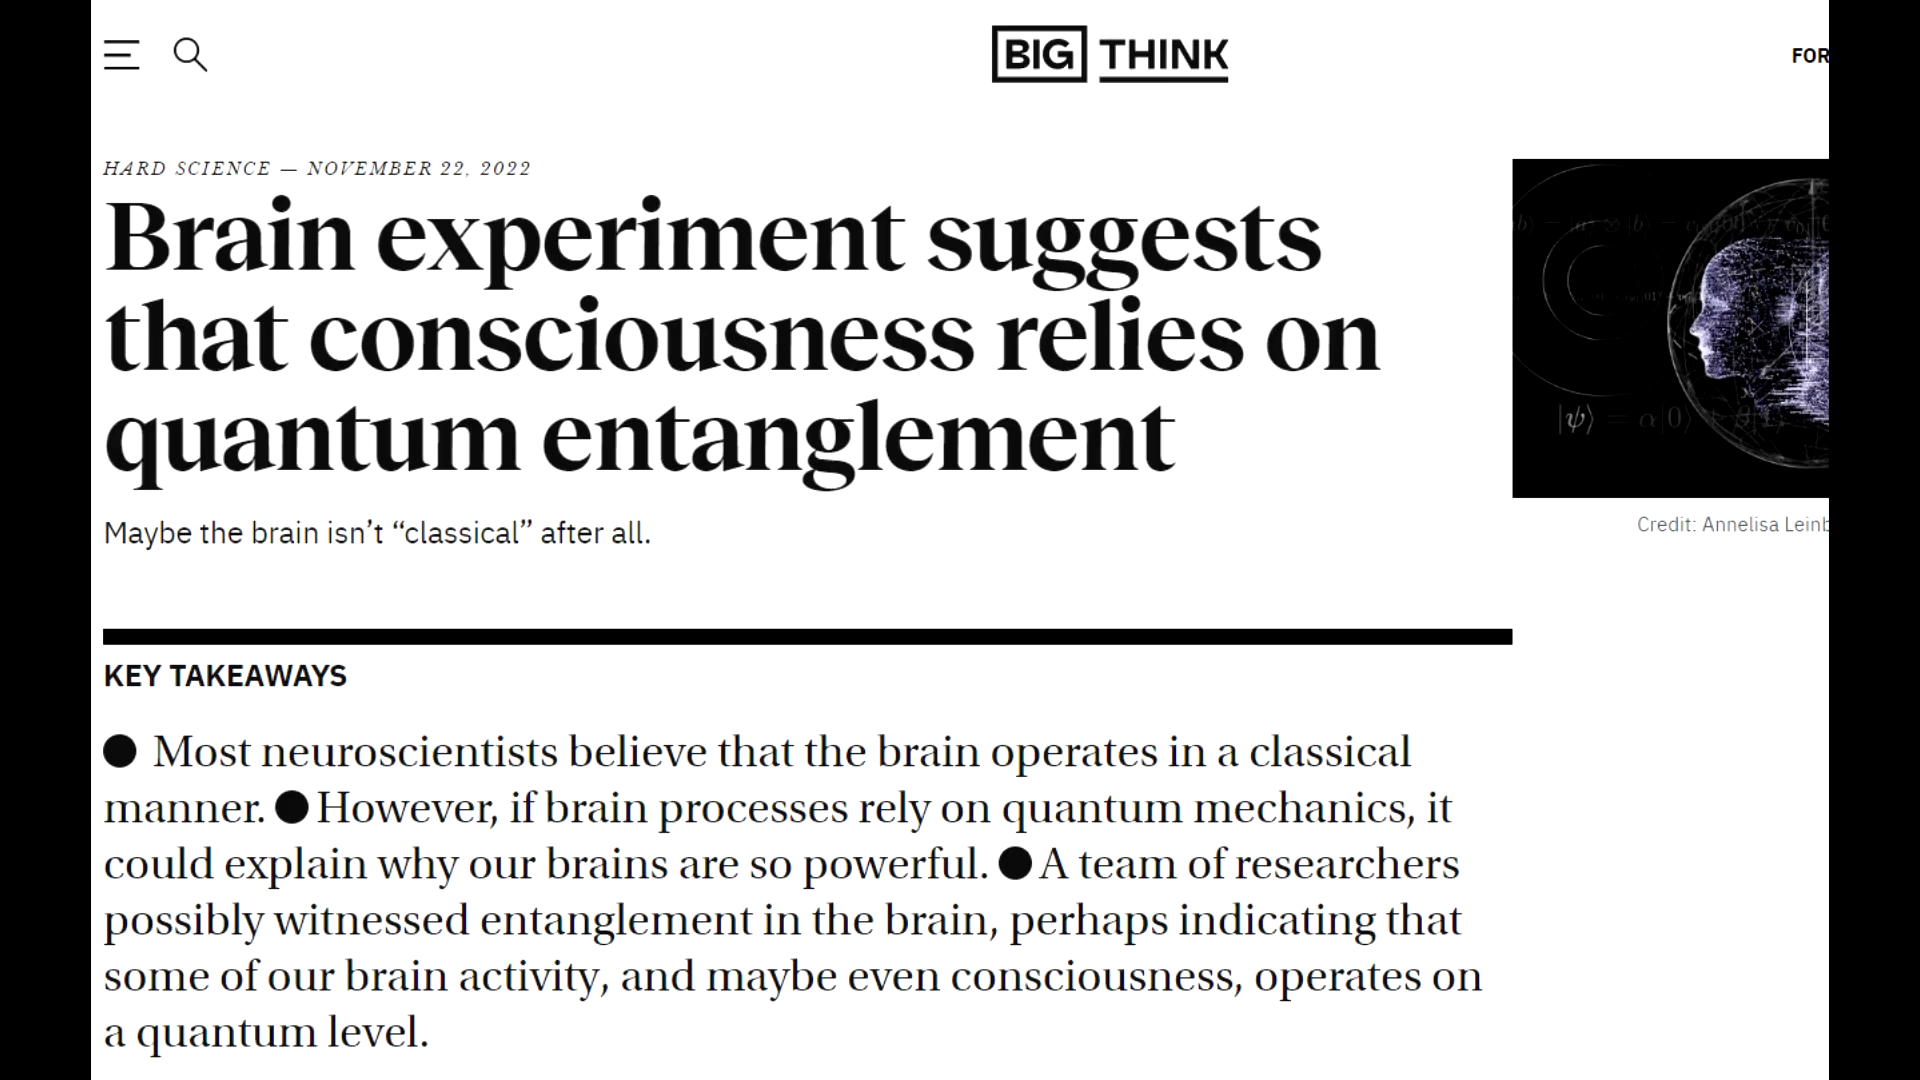 BIG THINK
FOR
HARD SCIENCE — NOVEMBER 22, 2022
Brain experiment suggests
that consciousness relies on
quantum entanglement
Maybe the brain isn’t “classical” after all.
|ψ⟩ = α|0⟩ + β|1⟩
Credit: Annelisa Leinb
KEY TAKEAWAYS
● Most neuroscientists believe that the brain operates in a classical
manner. ● However, if brain processes rely on quantum mechanics, it
could explain why our brains are so powerful. ● A team of researchers
possibly witnessed entanglement in the brain, perhaps indicating that
some of our brain activity, and maybe even consciousness, operates on
a quantum level.